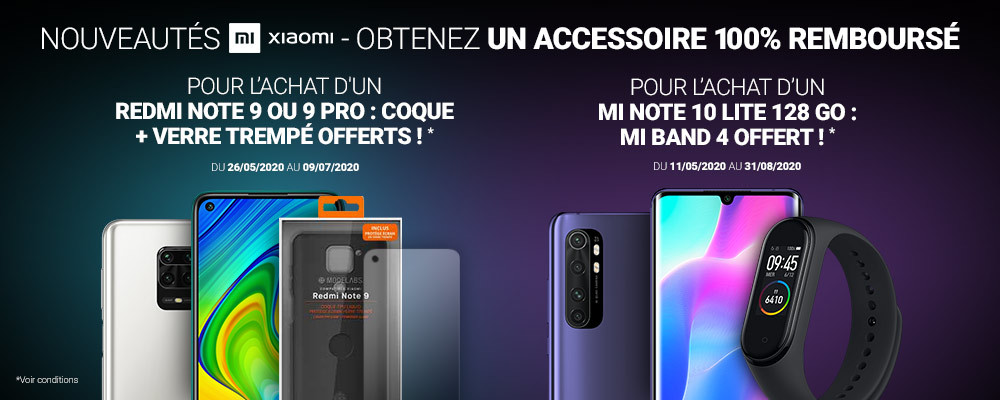 NOUVEAUTÉS mi xiaomi - OBTENEZ UN ACCESSOIRE 100% REMBOURSÉ
POUR L'ACHAT D'UN
REDMI NOTE 9 OU 9 PRO : COQUE
+ VERRE TREMPÉ OFFERTS ! *
DU 26/05/2020 AU 09/07/2020
INCLUS
PROTÈGE ÉCRAN
MODELABS
Redmi Note 9
*Voir conditions
POUR L'ACHAT D'UN
MI NOTE 10 LITE 128 GO :
MI BAND 4 OFFERT ! *
DU 11/05/2020 AU 31/08/2020
09:45
6410